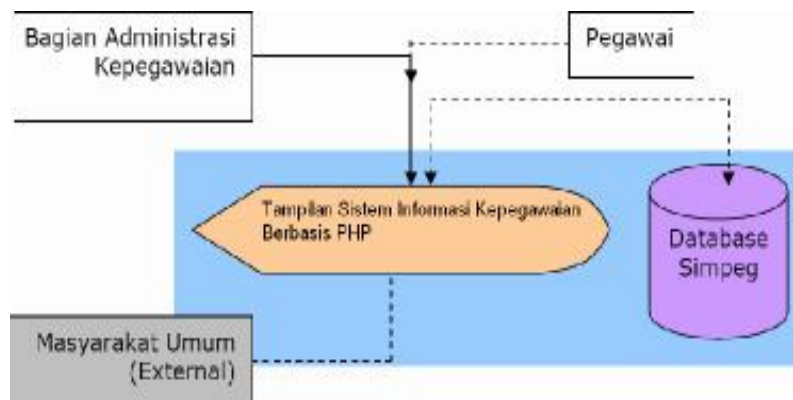 Bagian Administrasi
Kepegawaian
Pegawai
Tampilan Sistem Informasi Kepegawaian
Berbasis PHP
Database
Simpeg
Masyarakat Umum
(External)